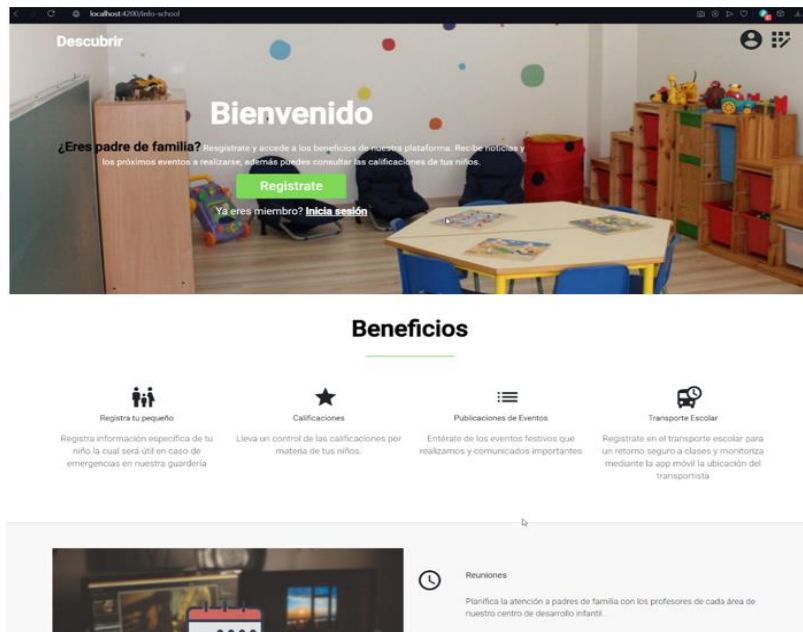 localhost:4200/info-school
Descubrir
Bienvenido
¿Eres padre de familia? Resgistrate y accede a los beneficios de nuestra plataforma. Recibe noticias y
los próximos eventos a realizarse, además puedes consultar las calificaciones de tus niños.
Registrate
Ya eres miembro? Inicia sesión
Beneficios
Registra tu pequeño
Registra información específica de tu
niño la cual será útil en caso de
emergencias en nuestra guardería
Calificaciones
Lleva un control de las calificaciones por
materia de tus niños.
Publicaciones de Eventos
Entérate de los eventos festivos que
realizamos y comunicados importantes
Transporte Escolar
Registrate en el transporte escolar para
un retorno seguro a clases y monitoriza
mediante la app móvil la ubicación del
transportista
Reuniones
Planifica la atención a padres de familia con los profesores de cada área de
nuestro centro de desarrollo infantil.